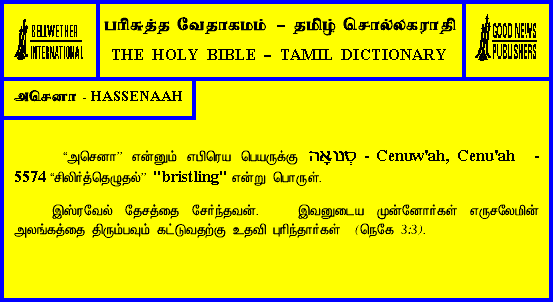 BELLWETHER
INTERNATIONAL
பரிசுத்த வேதாகமம் – தமிழ் சொல்லகராதி
THE HOLY BIBLE – TAMIL DICTIONARY
GOOD NEWS
PUBLISHERS
அசெனா - HASSENAAH
“அசெனா” என்னும் எபிரெய பெயருக்கு סְנָאָה - Cenuw'ah, Cenu'ah -
5574 “சிலிர்த்தெழுதல்” "bristling" என்று பொருள்.
இஸ்ரவேல் தேசத்தை சேர்ந்தவன். இவனுடைய முன்னோர்கள் எருசலேமின்
அலங்கத்தை திரும்பவும் கட்டுவதற்கு உதவி புரிந்தார்கள் (நெகே 3:3).